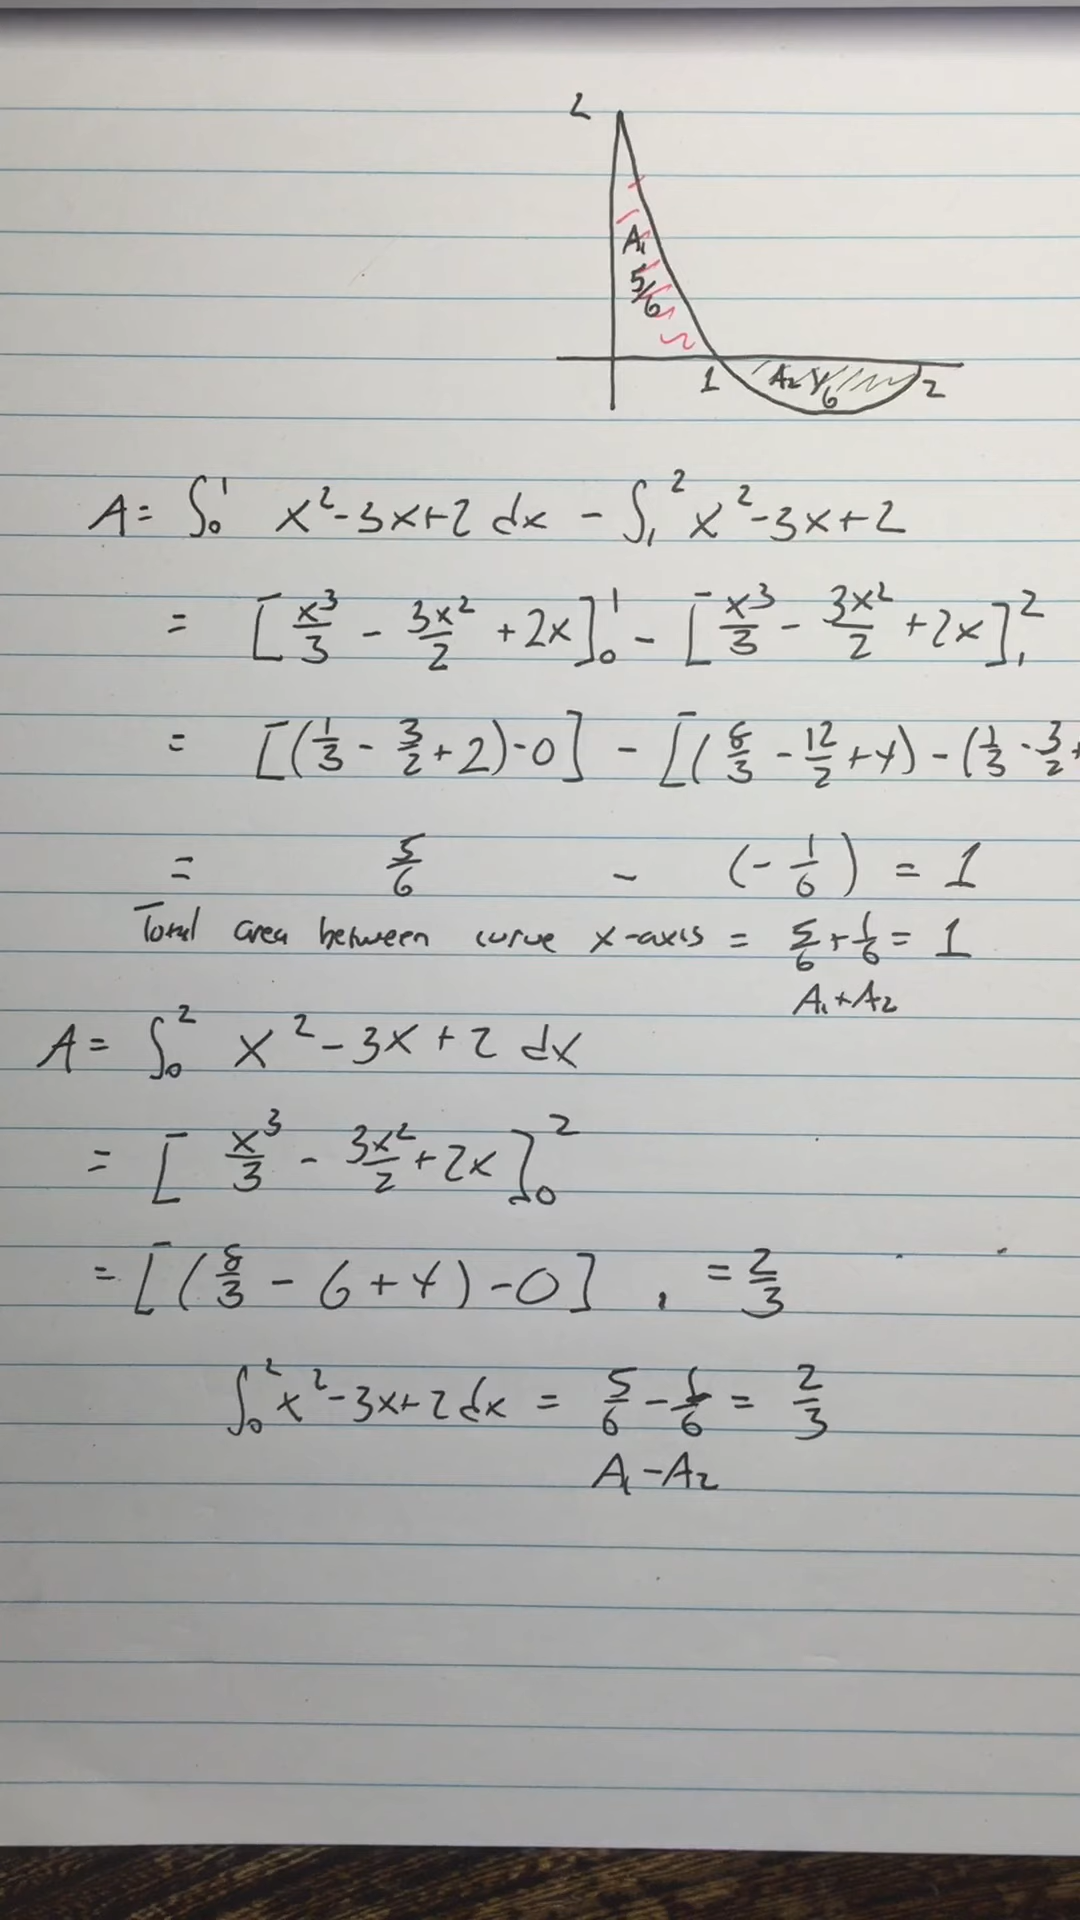 2
A₁
5/6
1 A₂ 1/6 2
A = ∫₀¹ x² - 3x + 2 dx - ∫₁² x² - 3x + 2
= [x³/3 - 3x²/2 + 2x]₀¹ - [x³/3 - 3x²/2 + 2x]₁²
= [(1/3 - 3/2 + 2) - 0] - [(8/3 - 12/2 + 4) - (1/3 - 3/2 +
= 5/6 - (-1/6) = 1
Total area between curve x-axis = 5/6 + 1/6 = 1
A₁ + A₂
A = ∫₀² x² - 3x + 2 dx
= [x³/3 - 3x²/2 + 2x]₀²
= [(8/3 - 6 + 4) - 0] , = 2/3
∫₀² x² - 3x + 2 dx = 5/6 - 1/6 = 2/3
A₁ - A₂